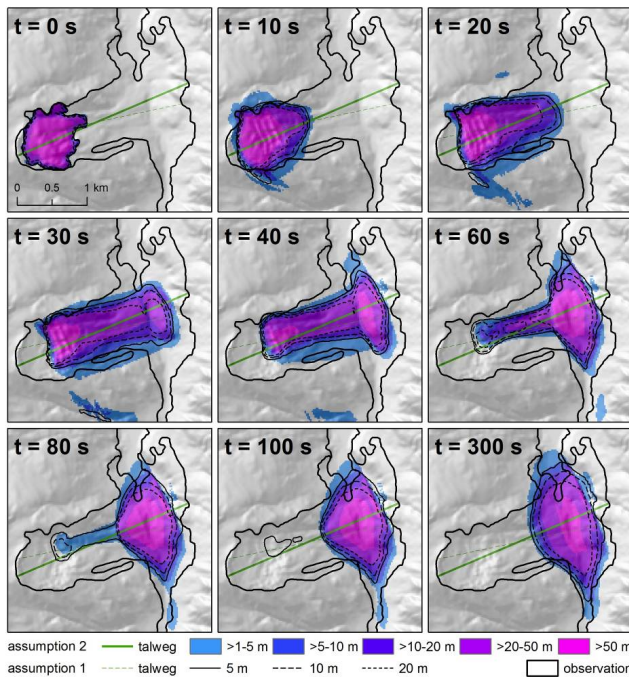 t = 0 s t = 10 s t = 20 s
0 0.5 1 km
t = 30 s t = 40 s t = 60 s
t = 80 s t = 100 s t = 300 s
assumption 2 talweg >1-5 m >5-10 m >10-20 m >20-50 m >50 m
assumption 1 talweg 5 m 10 m 20 m observation